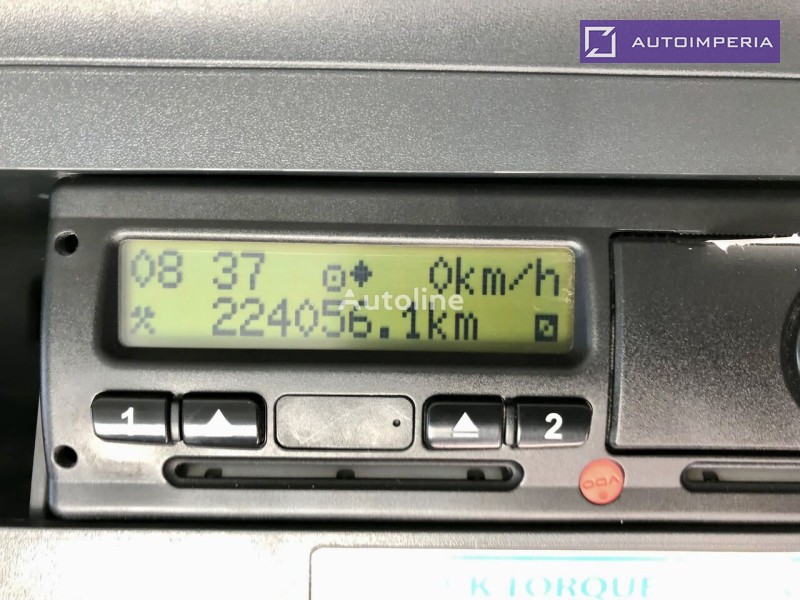 AUTOIMPERIA
08 37 0km/h
Autoline
224056.1km
1 2
VDO
K TORQUE